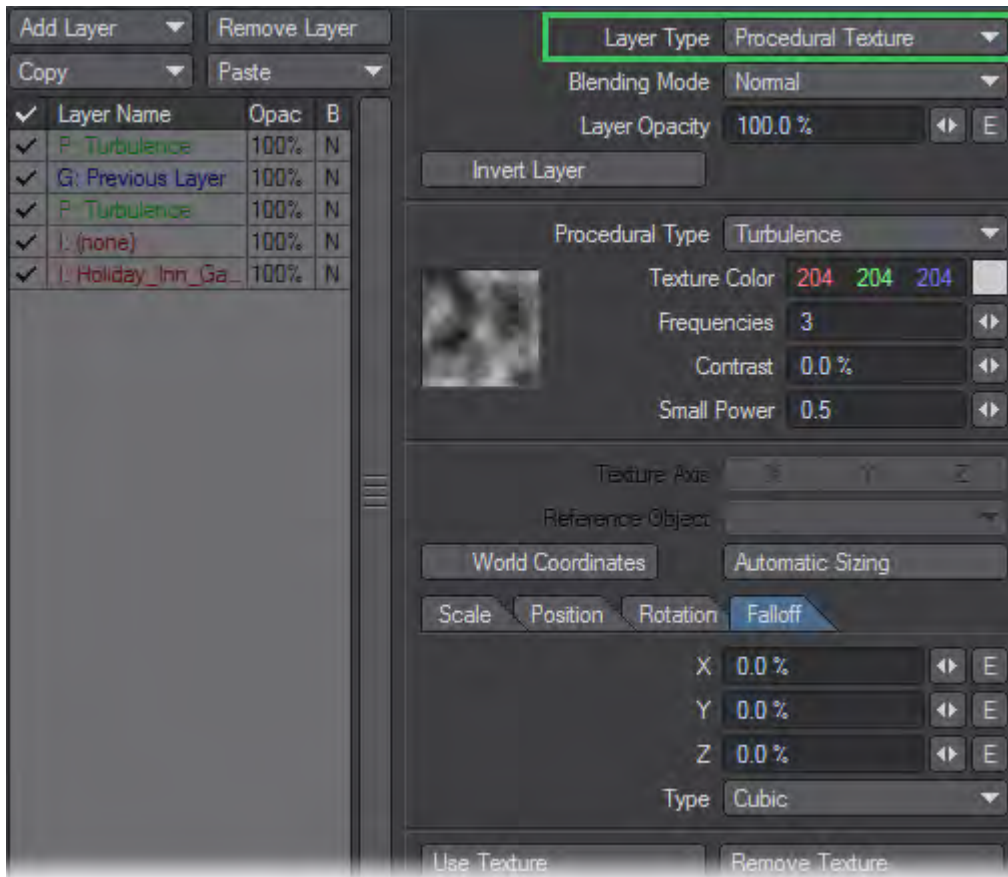 Add Layer
Remove Layer
Copy
Paste
Layer Name Opac B
P: Turbulence 100% N
G: Previous Layer 100% N
P: Turbulence 100% N
I: (none) 100% N
I: Holiday_Inn_Ga... 100% N
Layer Type Procedural Texture
Blending Mode Normal
Layer Opacity 100.0 % E
Invert Layer
Procedural Type Turbulence
Texture Color 204 204 204
Frequencies 3
Contrast 0.0 %
Small Power 0.5
Texture Axis X Y Z
Reference Object
World Coordinates Automatic Sizing
Scale Position Rotation Falloff
X 0.0 % E
Y 0.0 % E
Z 0.0 % E
Type Cubic
Use Texture Remove Texture